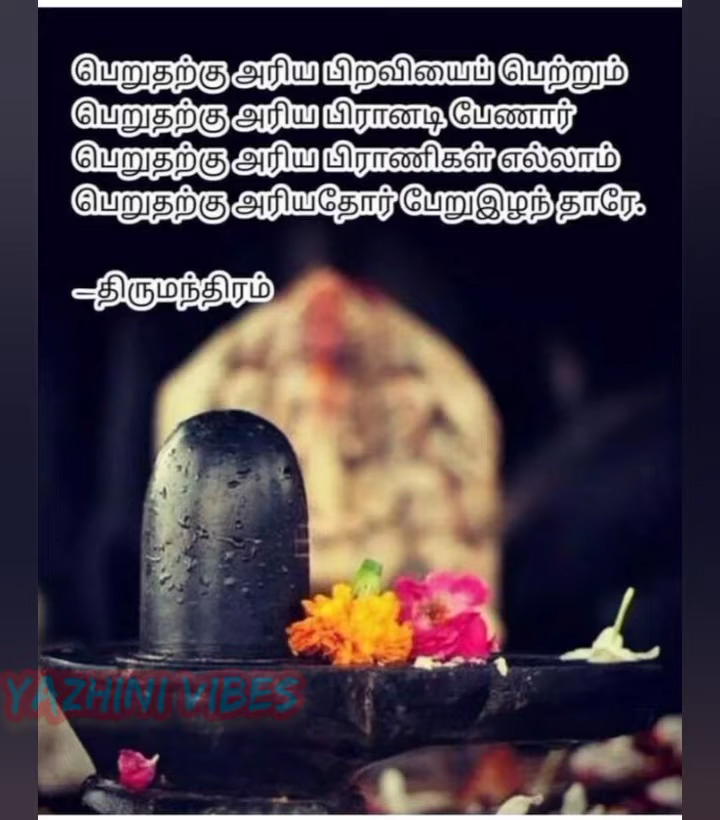 பெறுதற்கு அரிய பிறவியைப் பெற்றும்
பெறுதற்கு அரிய பிரானடி பேணார்
பெறுதற்கு அரிய பிராணிகள் எல்லாம்
பெறுதற்கு அரியதோர் பேறுஇழந் தாரே.
–திருமந்திரம்
YAZHINI VIBES